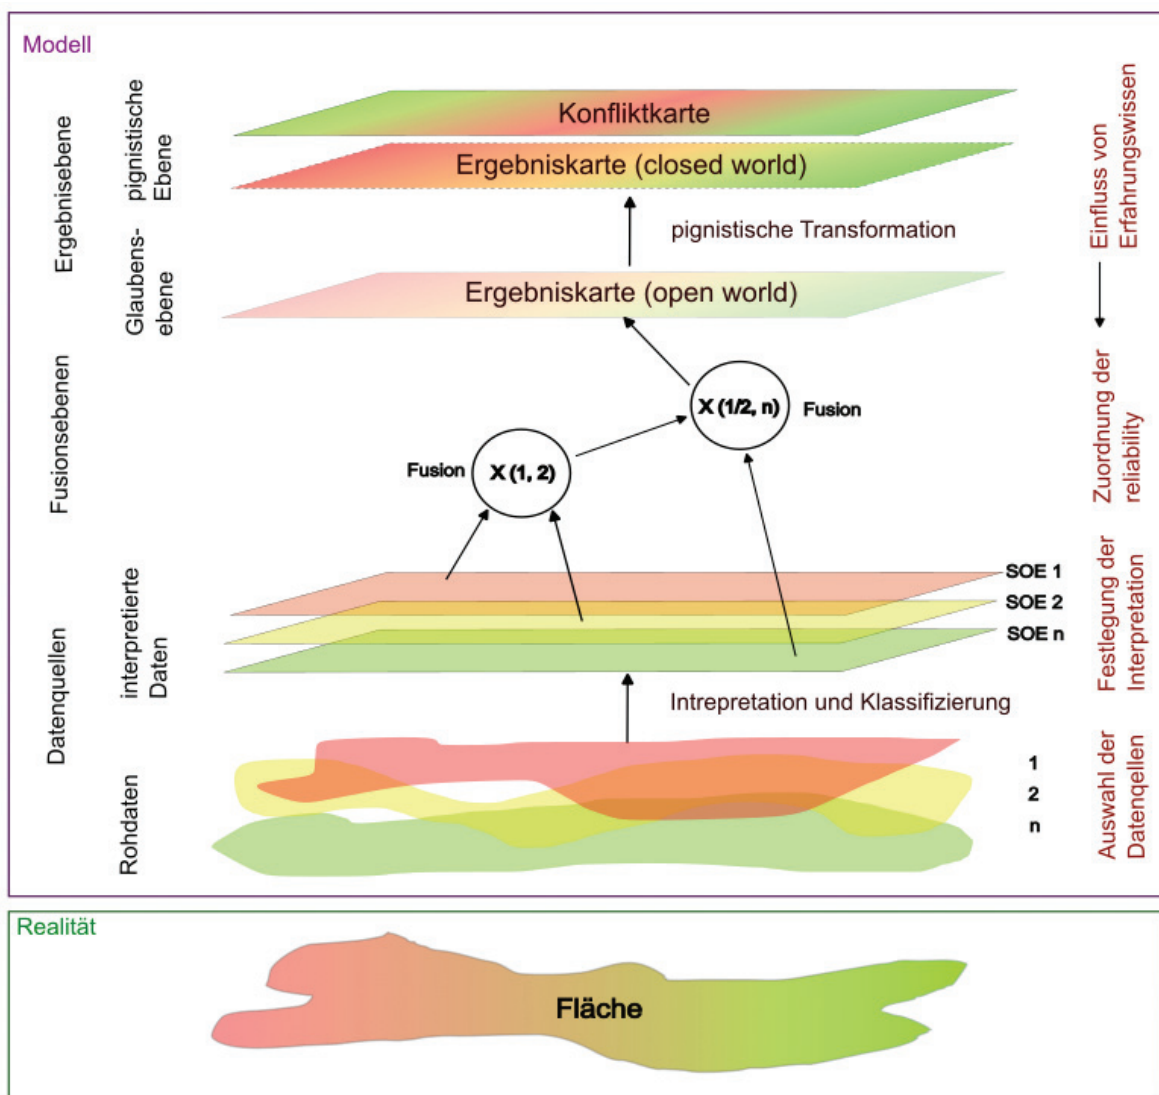 Modell
Ergebnisebene
pignistische
Ebene
Konfliktkarte
Ergebniskarte (closed world)
Einfluss von
Erfahrungswissen
pignistische Transformation
Glaubens-
ebene
Ergebniskarte (open world)
Fusionsebenen
X (1/2, n)
Fusion
Fusion
X (1, 2)
Zuordnung der
reliability
Datenquellen
interpretierte
Daten
SOE 1
SOE 2
SOE n
Festlegung der
Interpretation
Intrepretation und Klassifizierung
Rohdaten
1
2
n
Auswahl der
Datenqellen
Realität
Fläche